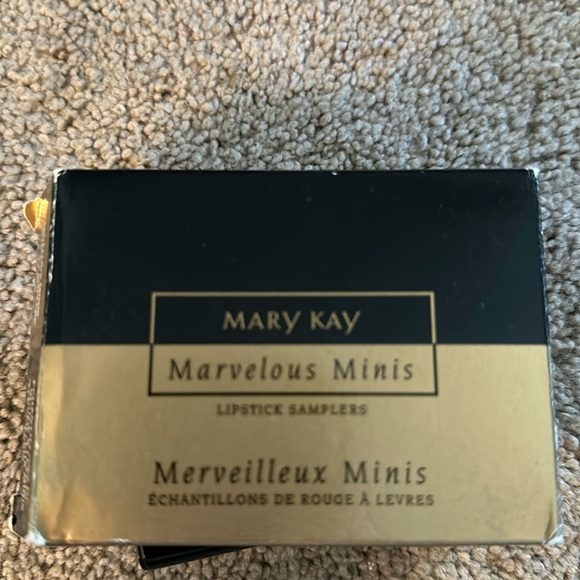 MARY KAY
Marvelous Minis
LIPSTICK SAMPLERS
Merveilleux Minis
ÉCHANTILLONS DE ROUGE À LEVRES